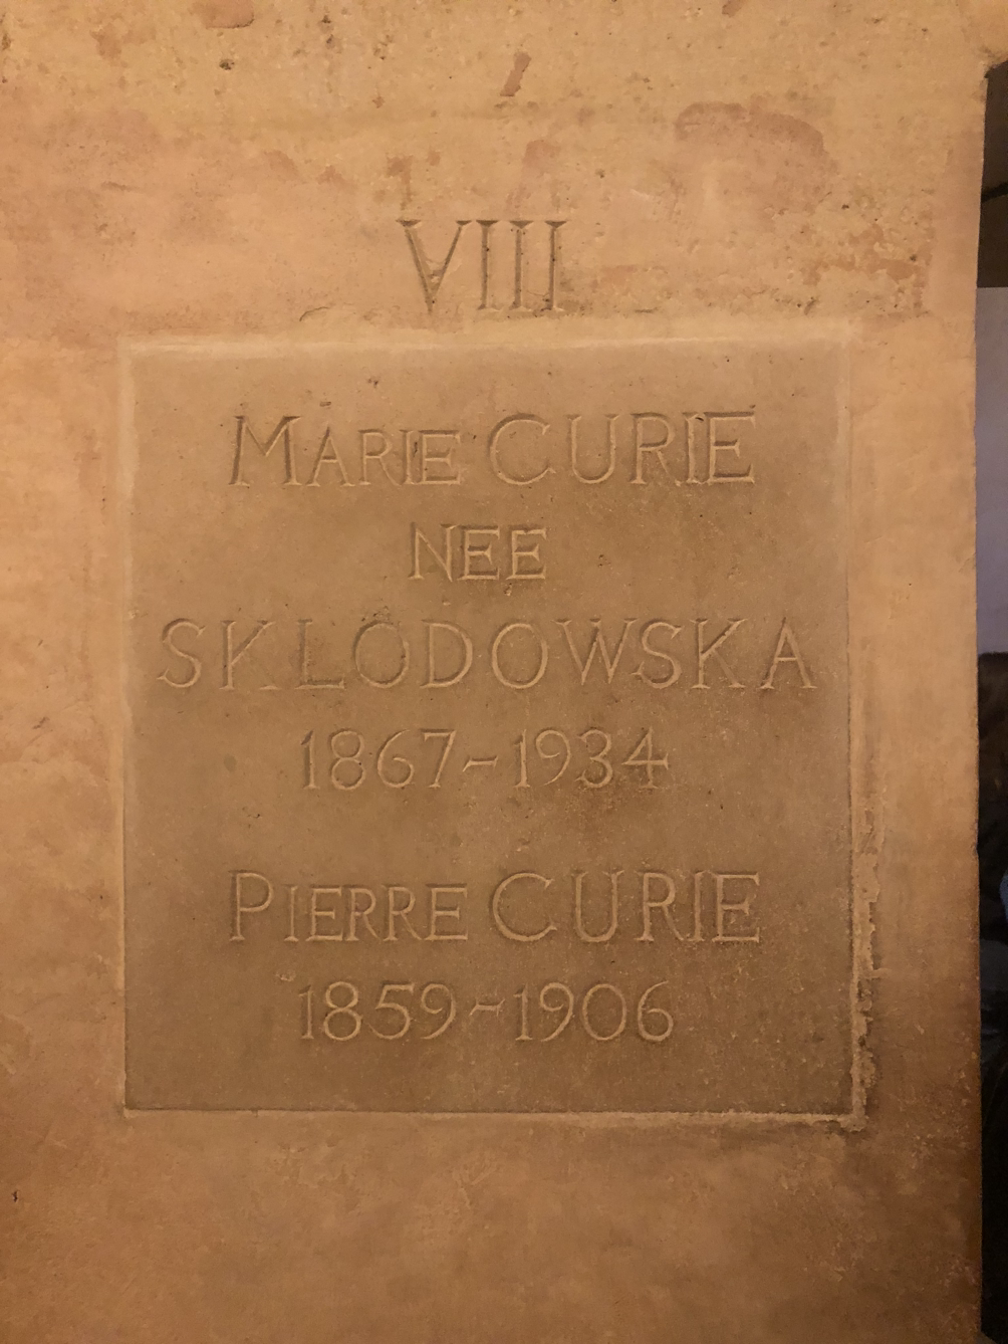 VIII
MARIE CURIE
NEE
SKLODOWSKA
1867-1934
PIERRE CURIE
1859-1906